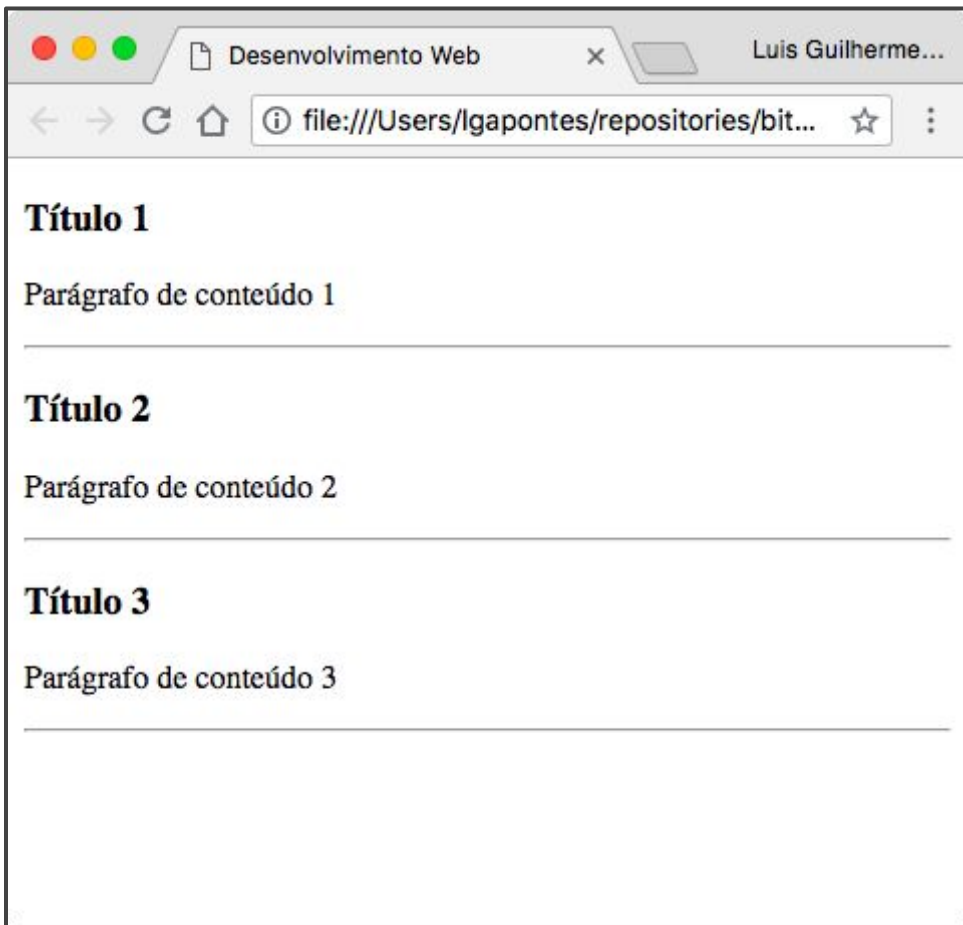 Desenvolvimento Web
Luis Guilherme...
file:///Users/lgapontes/repositories/bit...
Título 1
Parágrafo de conteúdo 1
Título 2
Parágrafo de conteúdo 2
Título 3
Parágrafo de conteúdo 3